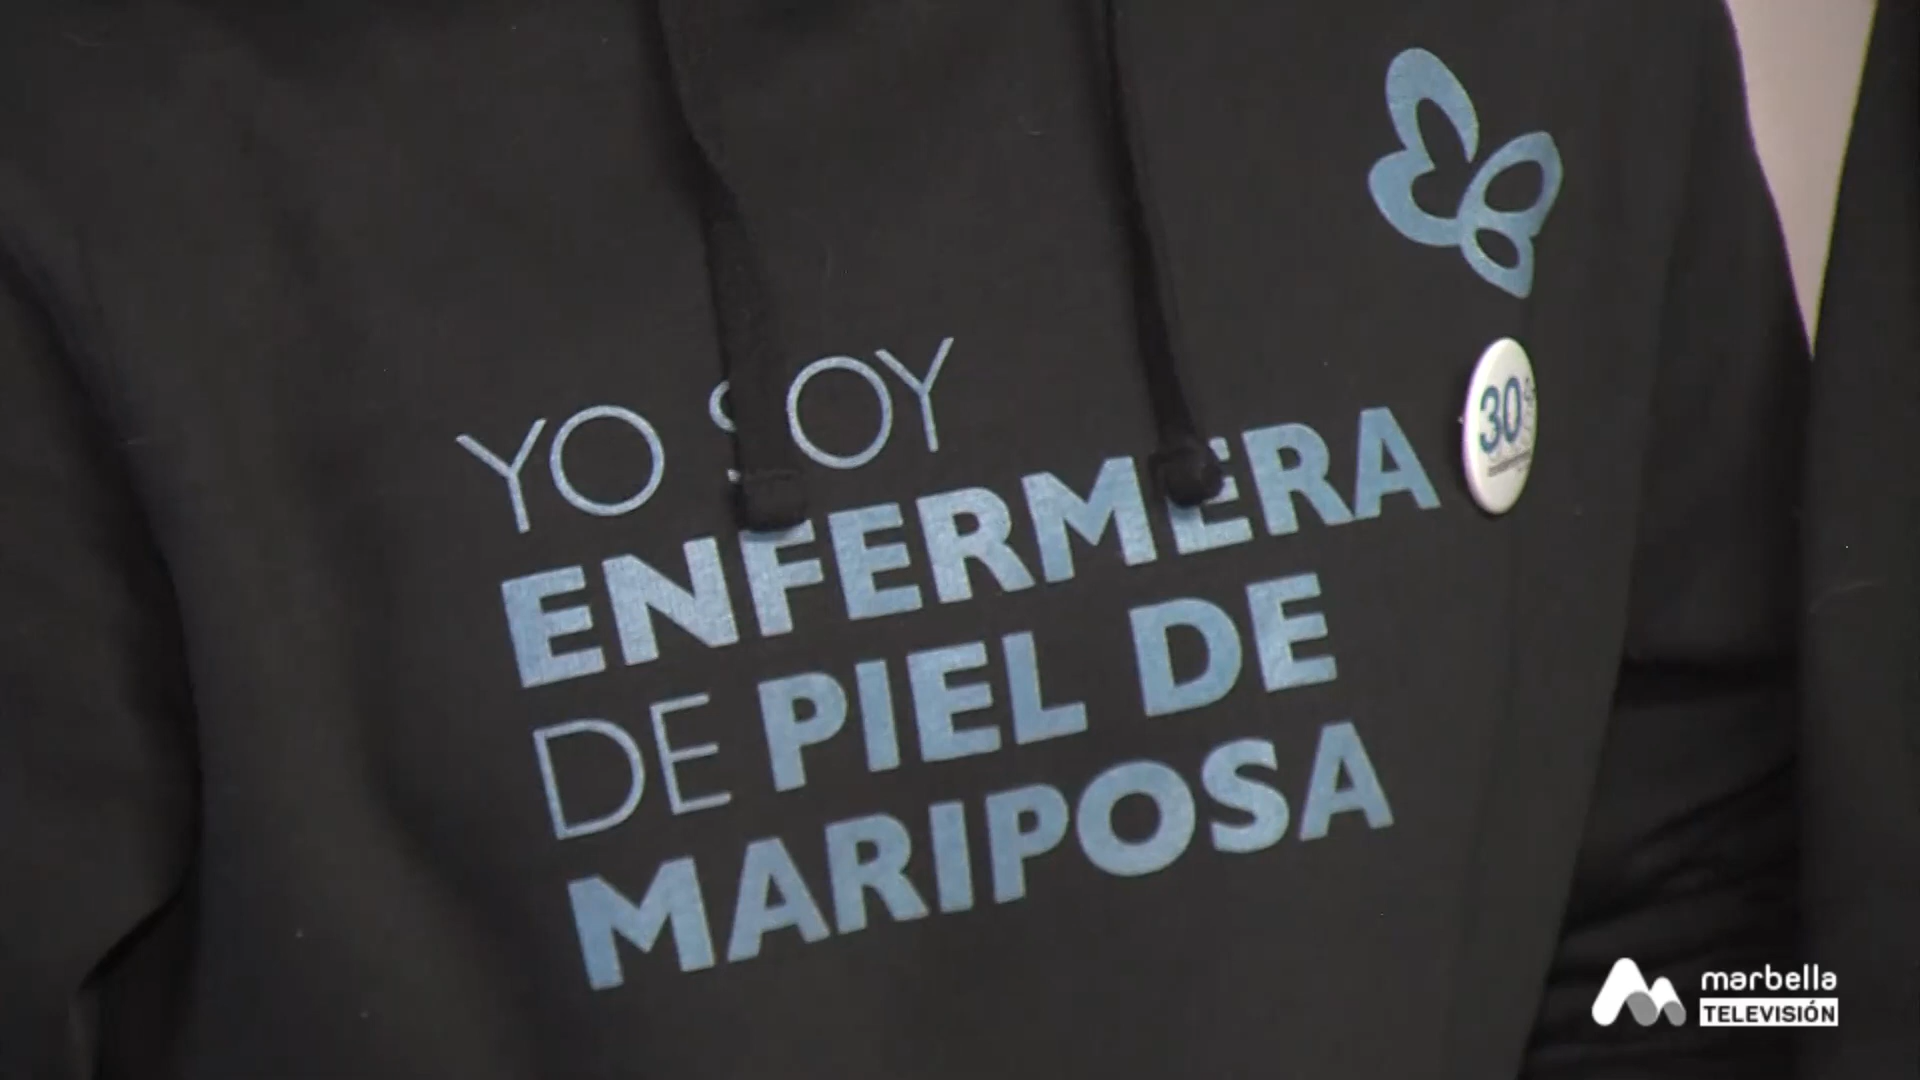 YO SOY
ENFERMERA
DE PIEL DE
MARIPOSA
30
marbella
TELEVISIÓN